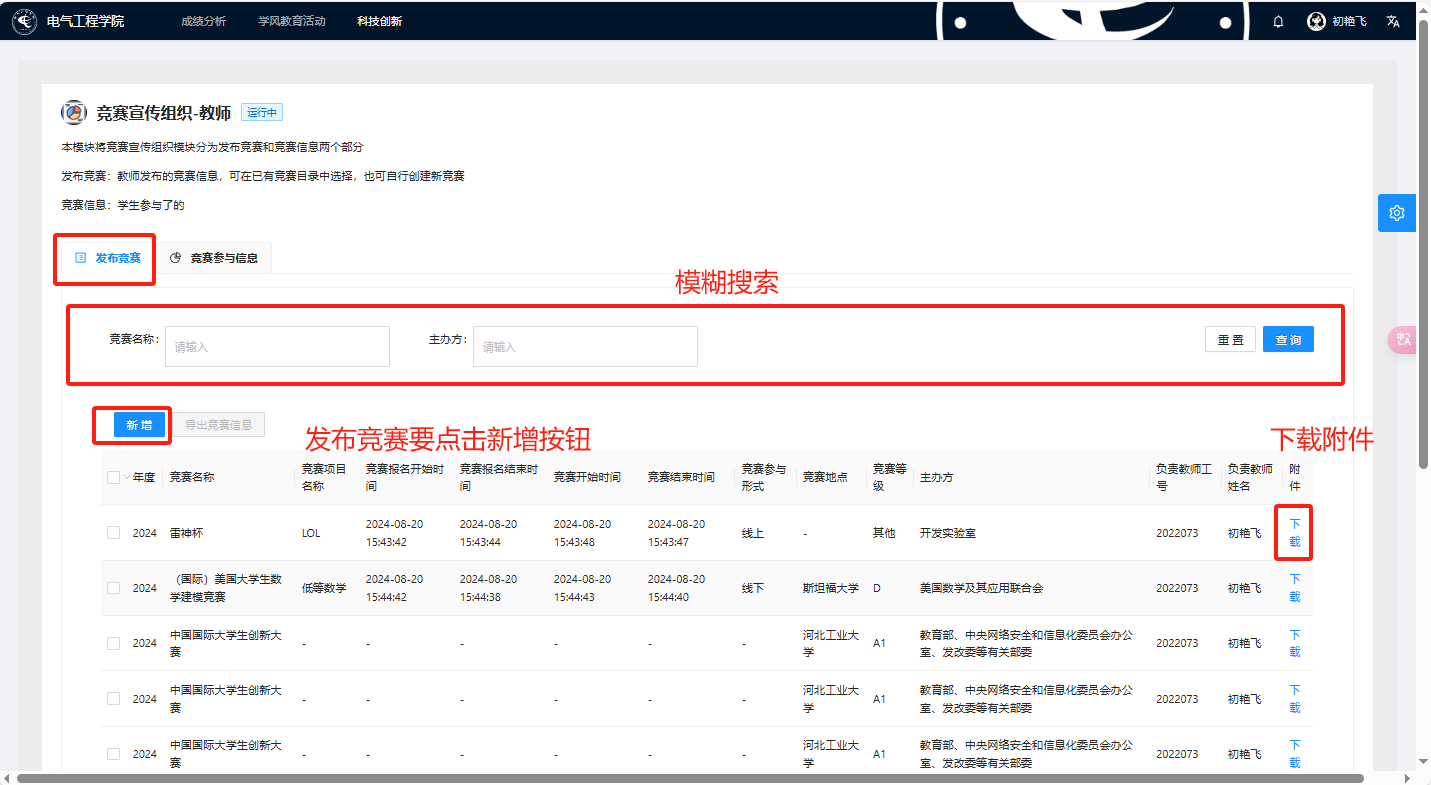 电气工程学院 成绩分析 学风教育活动 科技创新 初艳飞
竞赛宣传组织-教师 运行中
本模块将竞赛宣传组织模块分为发布竞赛和竞赛信息两个部分
发布竞赛：教师发布的竞赛信息，可在已有竞赛目录中选择，也可自行创建新竞赛
竞赛信息：学生参与了的
发布竞赛 竞赛参与信息
模糊搜索
竞赛名称: 请输入 主办方: 请输入 重 置 查 询
新 增 导出竞赛信息 发布竞赛要点击新增按钮 下载附件
年度 竞赛名称 竞赛项目名称 竞赛报名开始时间 竞赛报名结束时间 竞赛开始时间 竞赛结束时间 竞赛参与形式 竞赛地点 竞赛等级 主办方 负责教师工号 负责教师姓名 附件
2024 雷神杯 LOL 2024-08-20 15:43:42 2024-08-20 15:43:44 2024-08-20 15:43:48 2024-08-20 15:43:47 线上 - 其他 开发实验室 2022073 初艳飞 下载
2024 （国际）美国大学生数学建模竞赛 低等数学 2024-08-20 15:44:42 2024-08-20 15:44:38 2024-08-20 15:44:43 2024-08-20 15:44:40 线下 斯坦福大学 D 美国数学及其应用联合会 2022073 初艳飞 下载
2024 中国国际大学生创新大赛 - - - - - - 河北工业大学 A1 教育部、中央网络安全和信息化委员会办公室、发改委等有关部委 2022073 初艳飞 下载
2024 中国国际大学生创新大赛 - - - - - - 河北工业大学 A1 教育部、中央网络安全和信息化委员会办公室、发改委等有关部委 2022073 初艳飞 下载
2024 中国国际大学生创新大赛 - - - - - - 河北工业大学 A1 教育部、中央网络安全和信息化委员会办公室、发改委等有关部委 2022073 初艳飞 下载